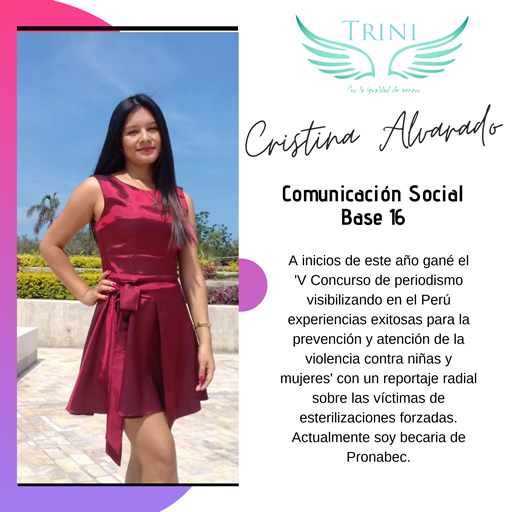 TRINI
Por la igualdad de género
Cristina Alvarado
Comunicación Social
Base 16
A inicios de este año gané el
'V Concurso de periodismo
visibilizando en el Perú
experiencias exitosas para la
prevención y atención de la
violencia contra niñas y
mujeres' con un reportaje radial
sobre las víctimas de
esterilizaciones forzadas.
Actualmente soy becaria de
Pronabec.